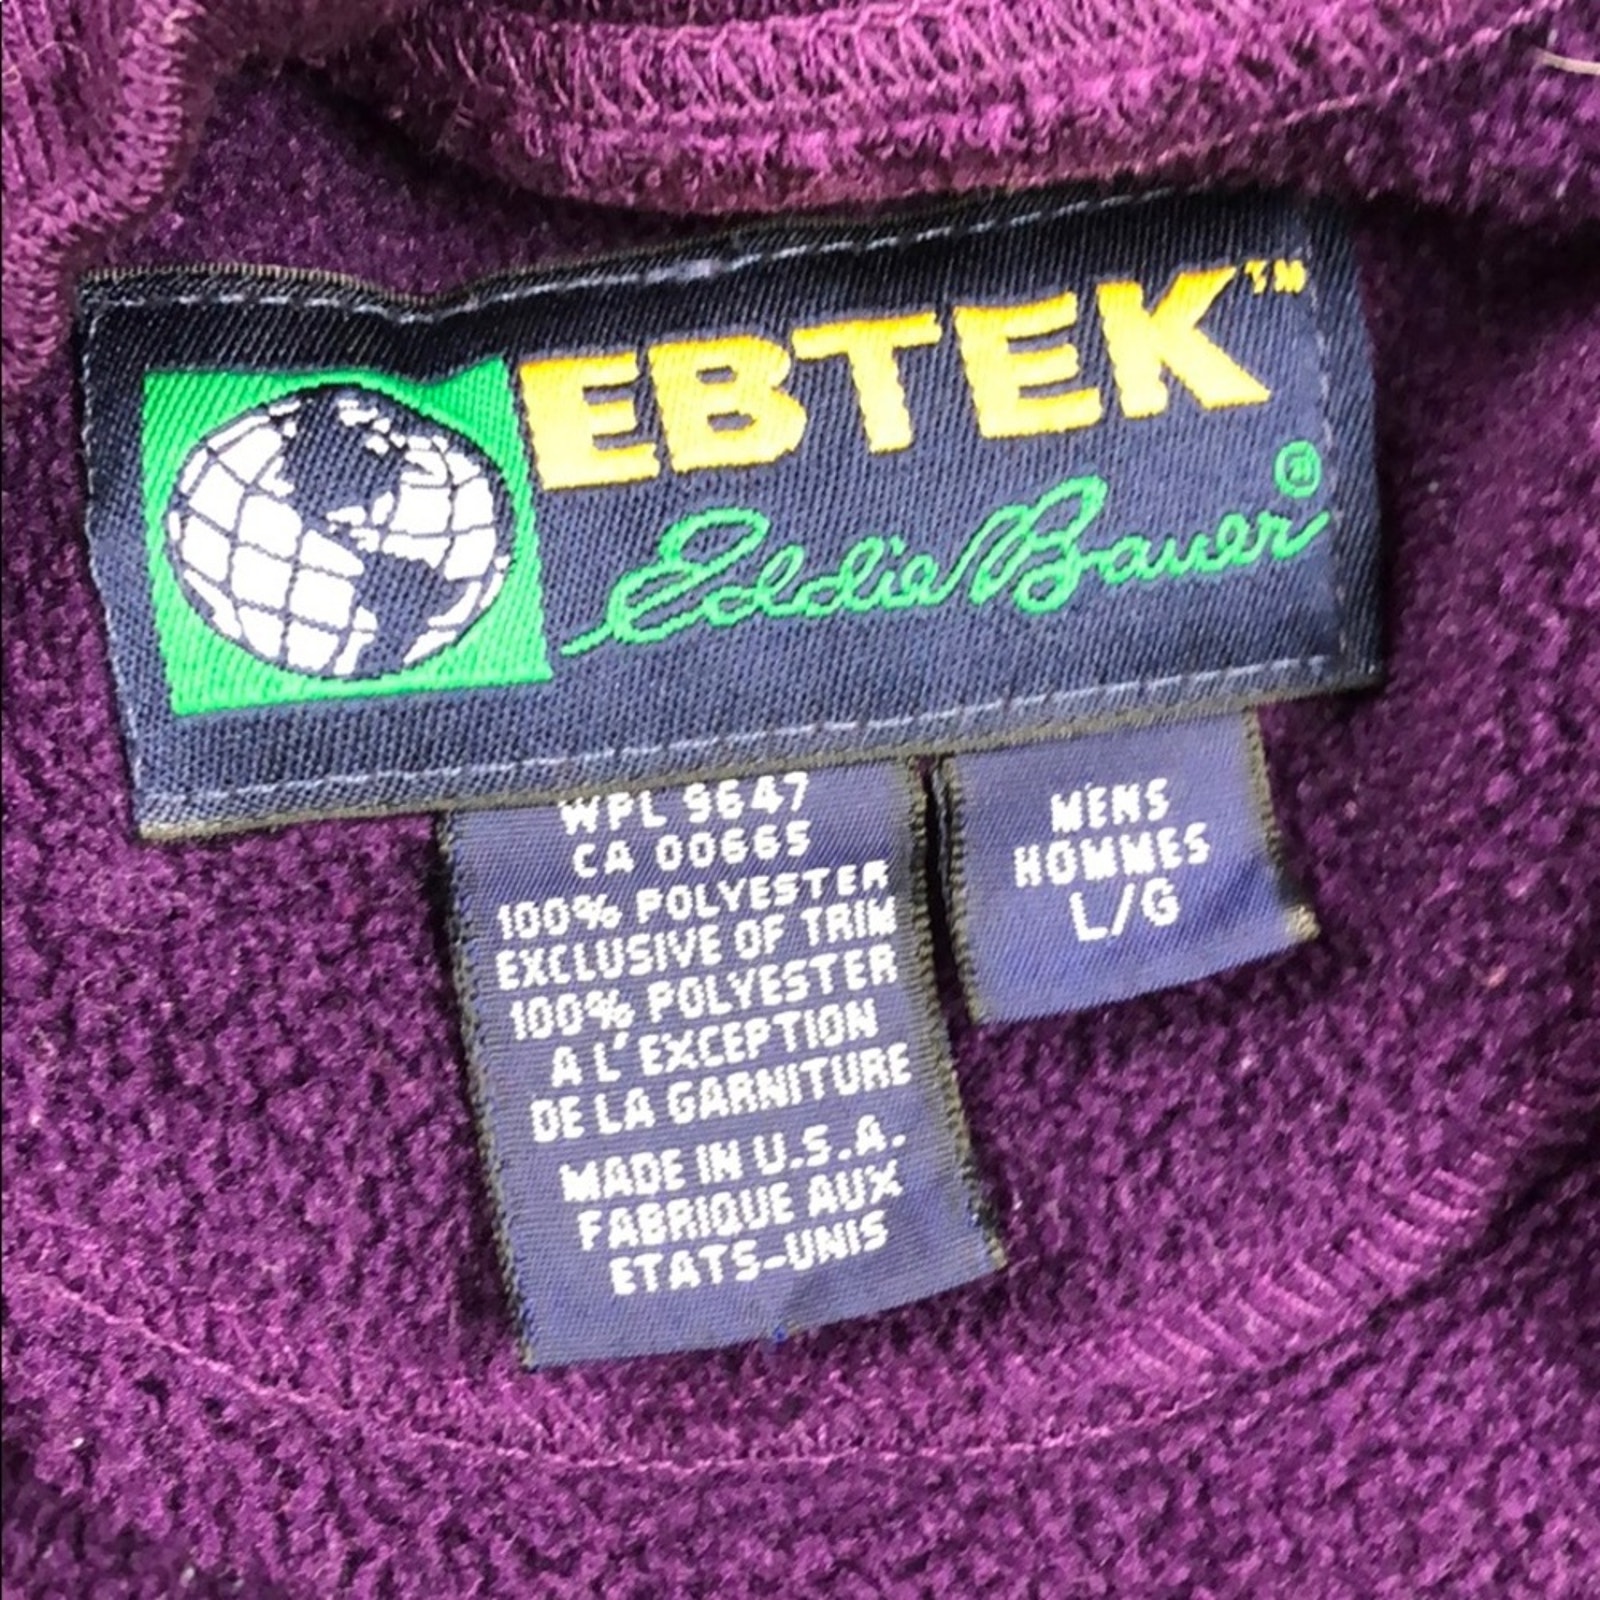 EBTEK™
Eddie Bauer®
WPL 9647
CA 00665
100% POLYESTER
EXCLUSIVE OF TRIM
100% POLYESTER
A L'EXCEPTION
DE LA GARNITURE
MADE IN U.S.A.
FABRIQUE AUX
ETATS-UNIS
MENS
HOMMES
L/G